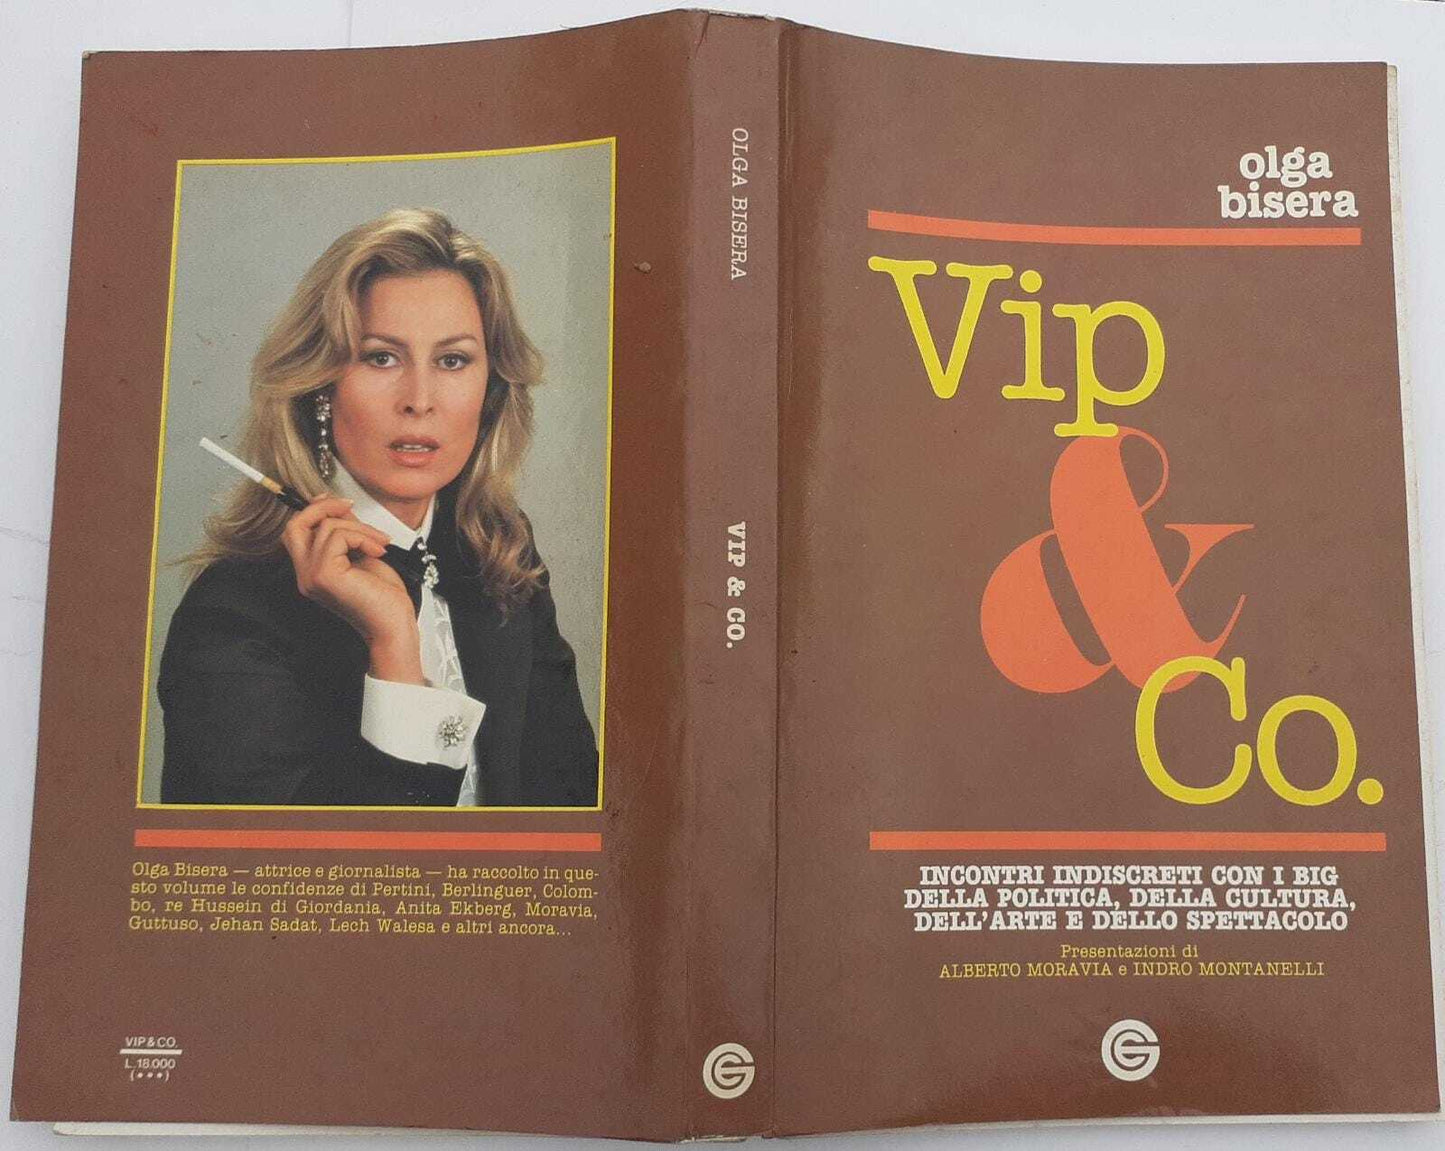 Olga Bisera — attrice e giornalista — ha raccolto in que-
sto volume le confidenze di Pertini, Berlinguer, Colom-
bo, re Hussein di Giordania, Anita Ekberg, Moravia,
Guttuso, Jehan Sadat, Lech Walesa e altri ancora...
VIP & CO.
L. 18.000
(•••)
OLGA BISERA
VIP & CO.
olga
bisera
Vip
&
Co.
INCONTRI INDISCRETI CON I BIG
DELLA POLITICA, DELLA CULTURA,
DELL'ARTE E DELLO SPETTACOLO
Presentazioni di
ALBERTO MORAVIA e INDRO MONTANELLI